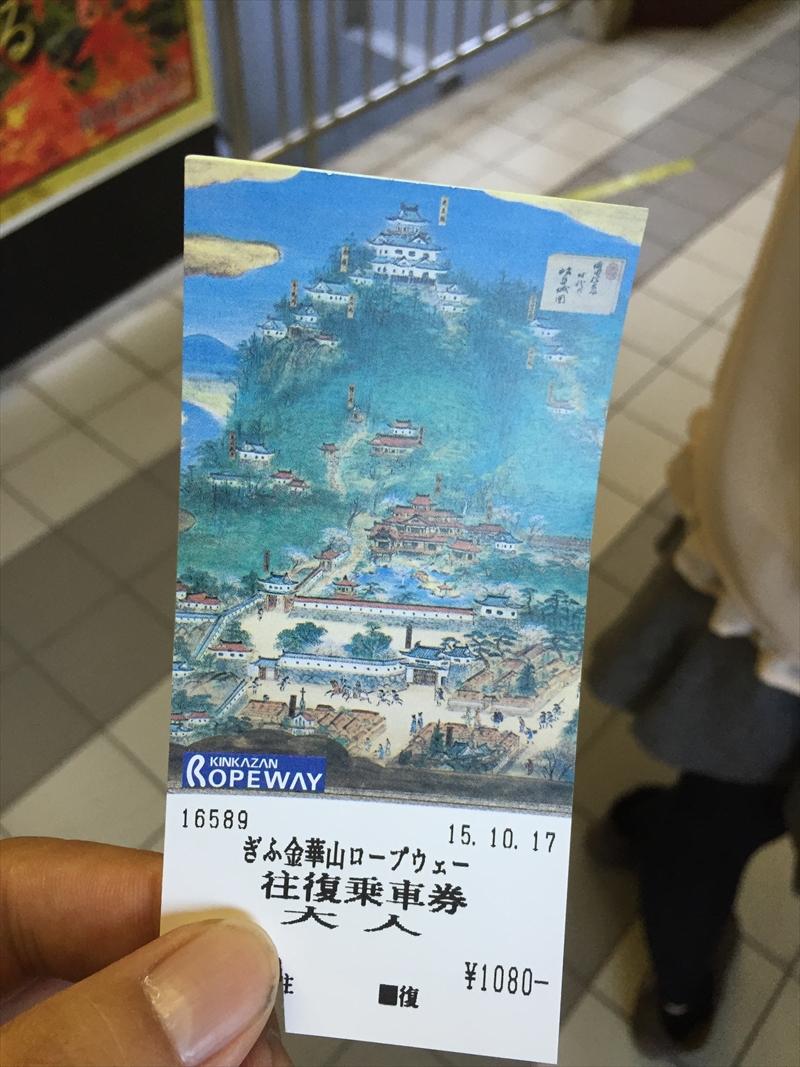 KINKAZAN
ROPEWAY
16589
15.10.17
ぎふ金華山ロープウェー
往復乗車券
大人
¥1080-
■復